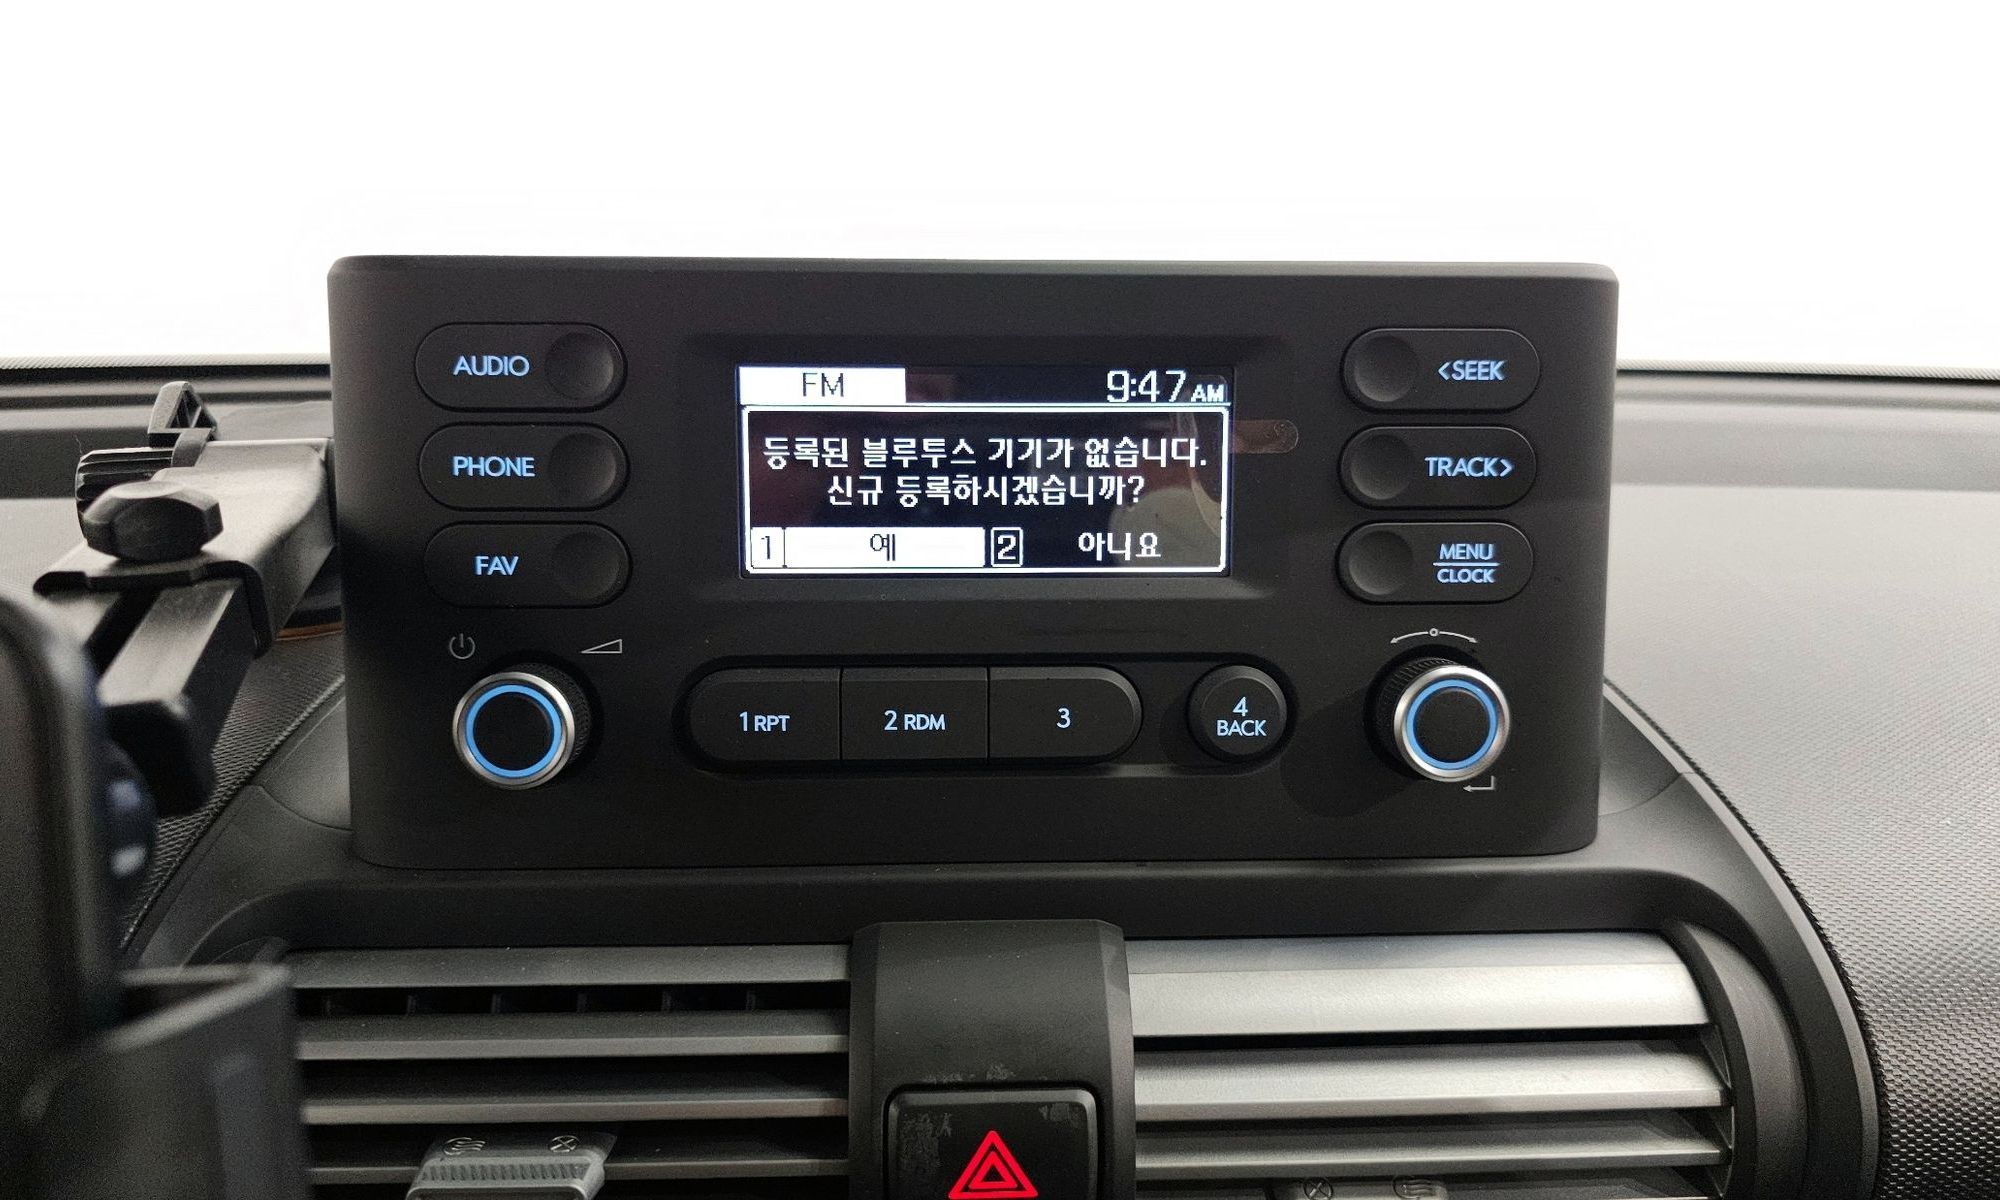 AUDIO
PHONE
FAV
FM 9:47 AM
등록된 블루투스 기기가 없습니다.
신규 등록하시겠습니까?
1 예 2 아니요
<SEEK
TRACK>
MENU
CLOCK
1 RPT
2 RDM
3
4
BACK